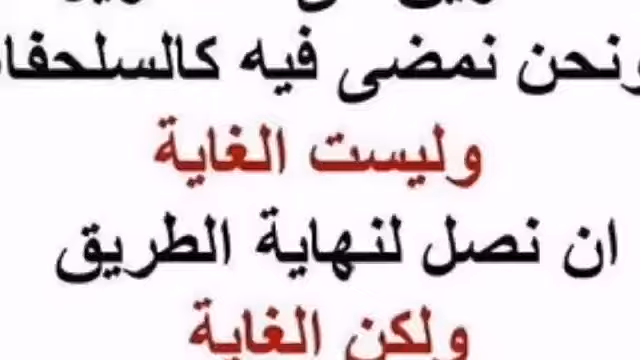 ونحن نمضى فيه كالسلحفاة
وليست الغاية
ان نصل لنهاية الطريق
ولكن الغاية